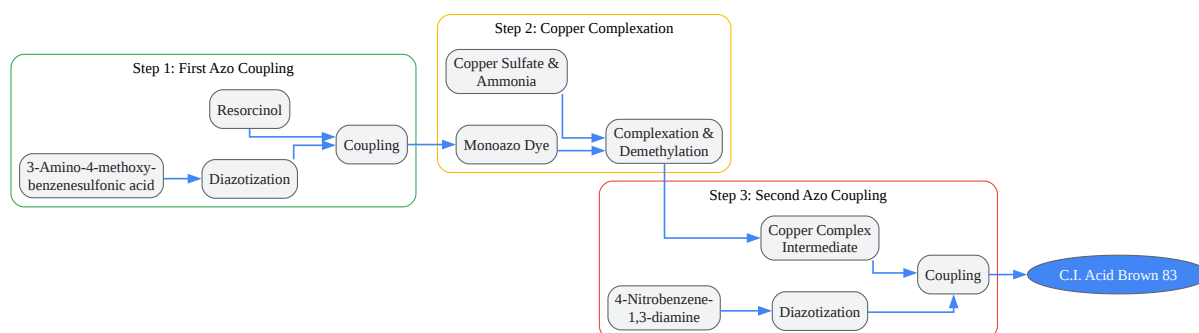 Step 1: First Azo Coupling
Resorcinol
3-Amino-4-methoxy-
benzenesulfonic acid
Diazotization
Coupling
Step 2: Copper Complexation
Copper Sulfate &
Ammonia
Monoazo Dye
Complexation &
Demethylation
Step 3: Second Azo Coupling
Copper Complex
Intermediate
4-Nitrobenzene-
1,3-diamine
Diazotization
Coupling
C.I. Acid Brown 83